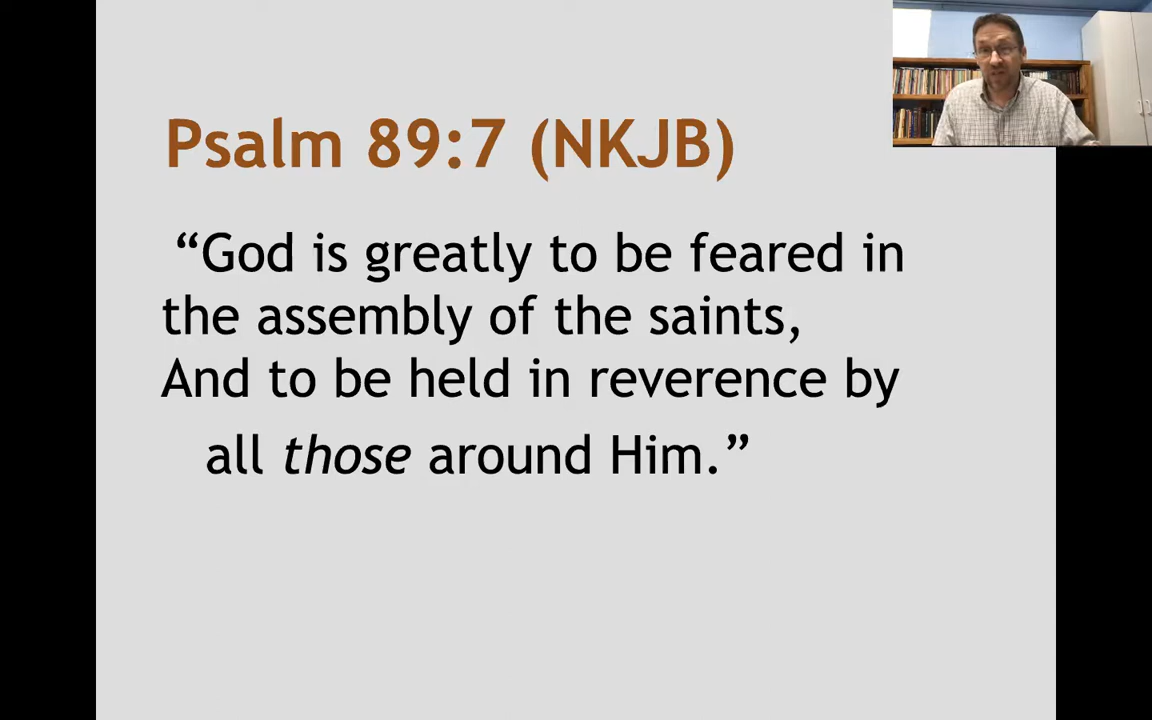 Psalm 89:7 (NKJB)
“God is greatly to be feared in
the assembly of the saints,
And to be held in reverence by
all those around Him.”